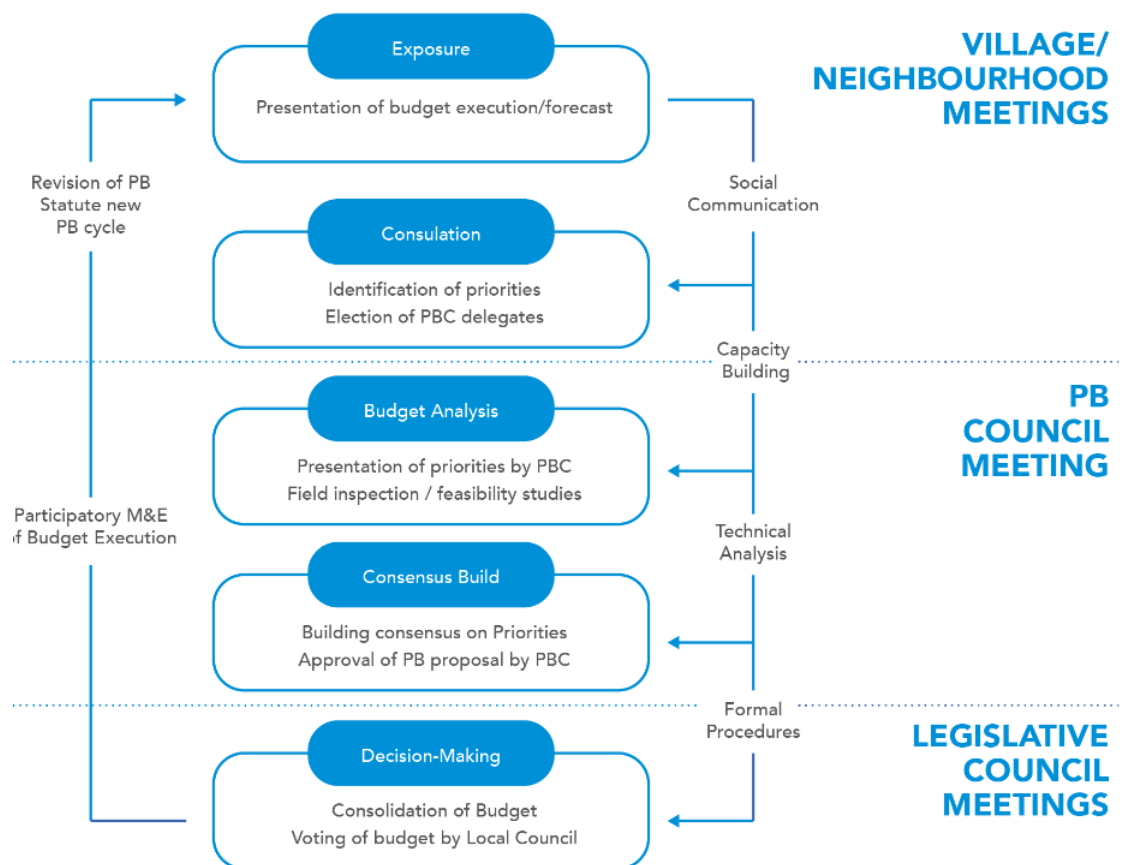 Exposure
Presentation of budget execution/forecast
VILLAGE/
NEIGHBOURHOOD
MEETINGS
Revision of PB
Statute new
PB cycle
Social
Communication
Consulation
Identification of priorities
Election of PBC delegates
Capacity
Building
Budget Analysis
Presentation of priorities by PBC
Field inspection / feasibility studies
PB
COUNCIL
MEETING
Participatory M&E
of Budget Execution
Technical
Analysis
Consensus Build
Building consensus on Priorities
Approval of PB proposal by PBC
Formal
Procedures
Decision-Making
Consolidation of Budget
Voting of budget by Local Council
LEGISLATIVE
COUNCIL
MEETINGS